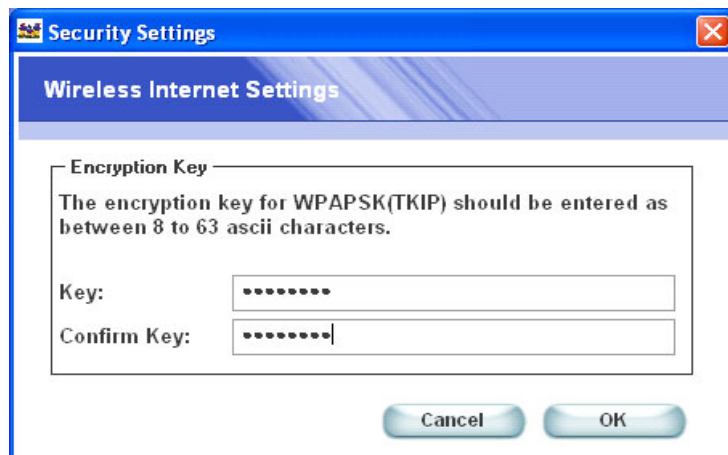 Security Settings
Wireless Internet Settings
Encryption Key
The encryption key for WPAPSK(TKIP) should be entered as
between 8 to 63 ascii characters.
Key: ••••••••
Confirm Key: ••••••••
Cancel OK